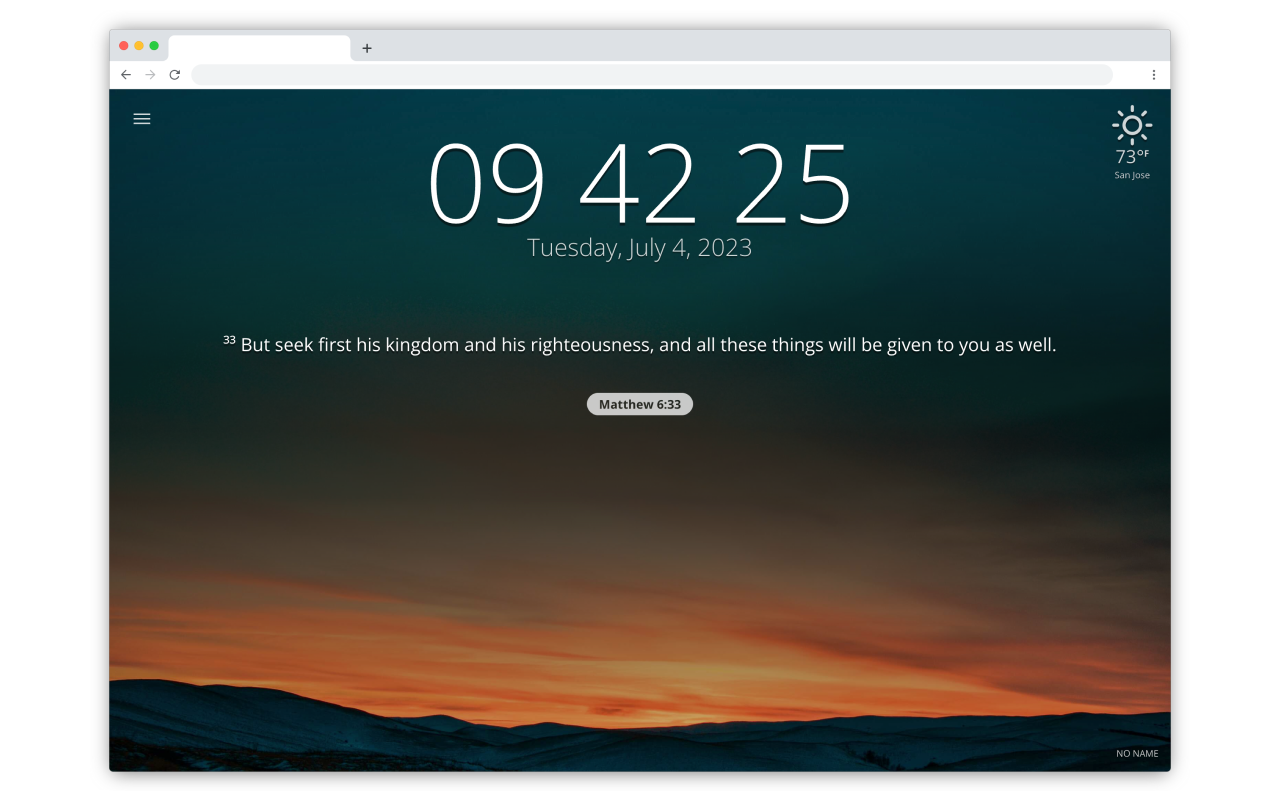 09 42 25
Tuesday, July 4, 2023
73°F
San Jose
³³ But seek first his kingdom and his righteousness, and all these things will be given to you as well.
Matthew 6:33
NO NAME